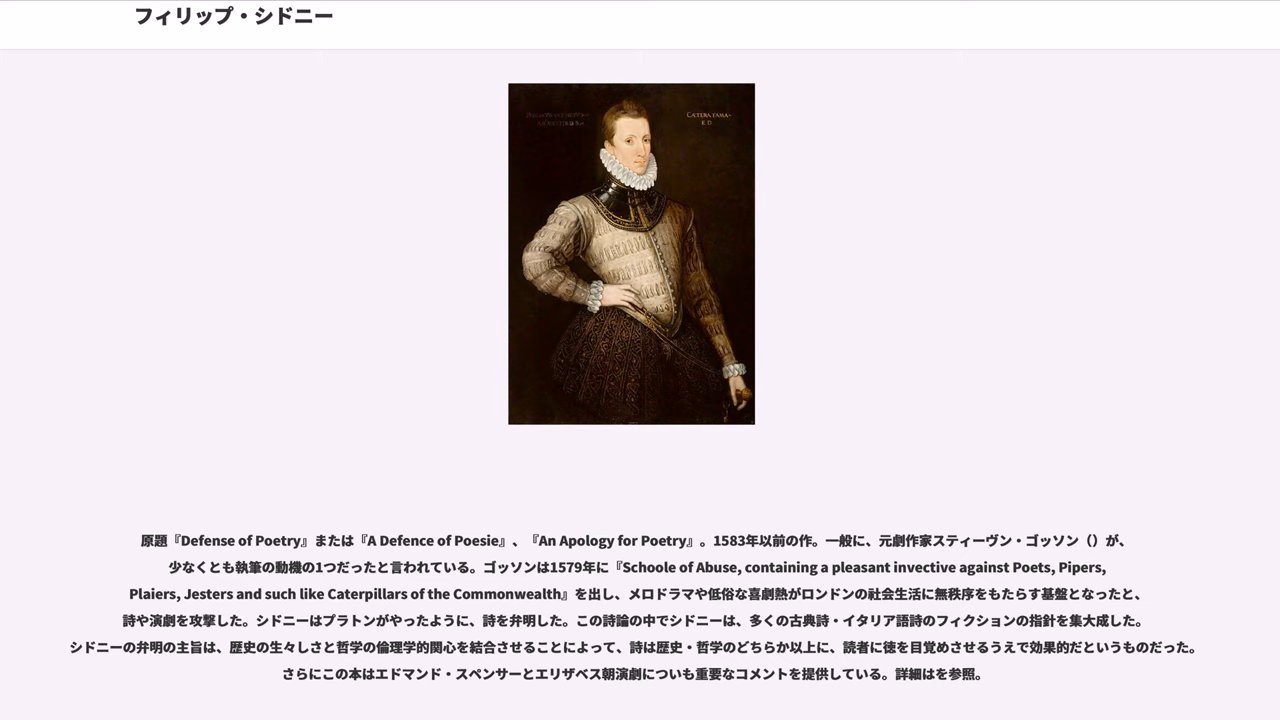 フィリップ・シドニー
CÆTERA FAMA
原題『Defense of Poetry』または『A Defence of Poesie』、『An Apology for Poetry』。1583年以前の作。一般に、元劇作家スティーヴン・ゴッソン（）が、
少なくとも執筆の動機の1つだったと言われている。ゴッソンは1579年に『Schoole of Abuse, containing a pleasant invective against Poets, Pipers,
Plaiers, Jesters and such like Caterpillars of the Commonwealth』を出し、メロドラマや低俗な喜劇熱がロンドンの社会生活に無秩序をもたらす基盤となったと、
詩や演劇を攻撃した。シドニーはプラトンがやったように、詩を弁明した。この詩論の中でシドニーは、多くの古典詩・イタリア語詩のフィクションの指針を集大成した。
シドニーの弁明の主旨は、歴史の生々しさと哲学の倫理学的関心を結合させることによって、詩は歴史・哲学のどちらか以上に、読者に徳を目覚めさせるうえで効果的だというものだった。
さらにこの本はエドマンド・スペンサーとエリザベス朝演劇についも重要なコメントを提供している。詳細はを参照。